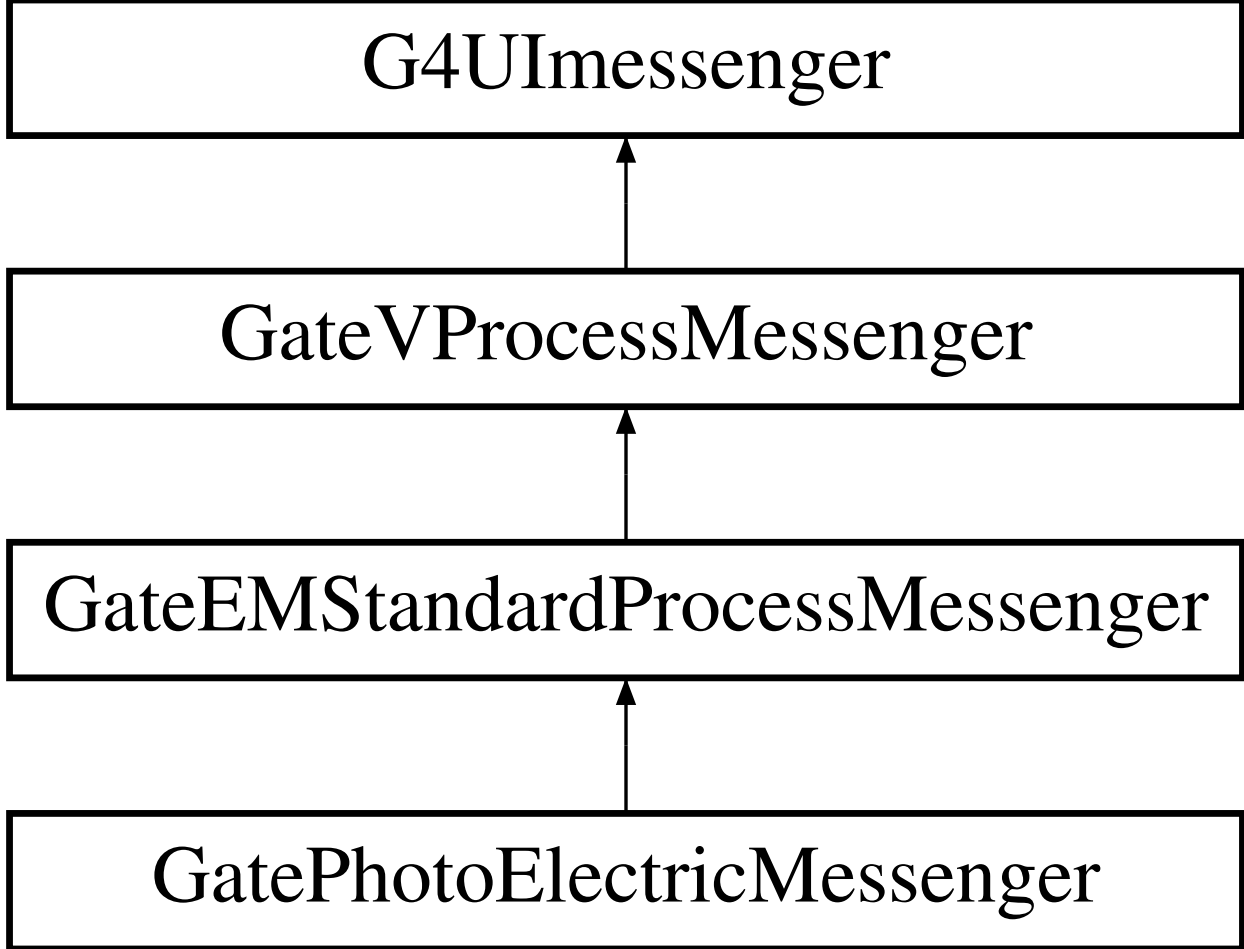 G4UImessenger
GateVProcessMessenger
GateEMStandardProcessMessenger
GatePhotoElectricMessenger